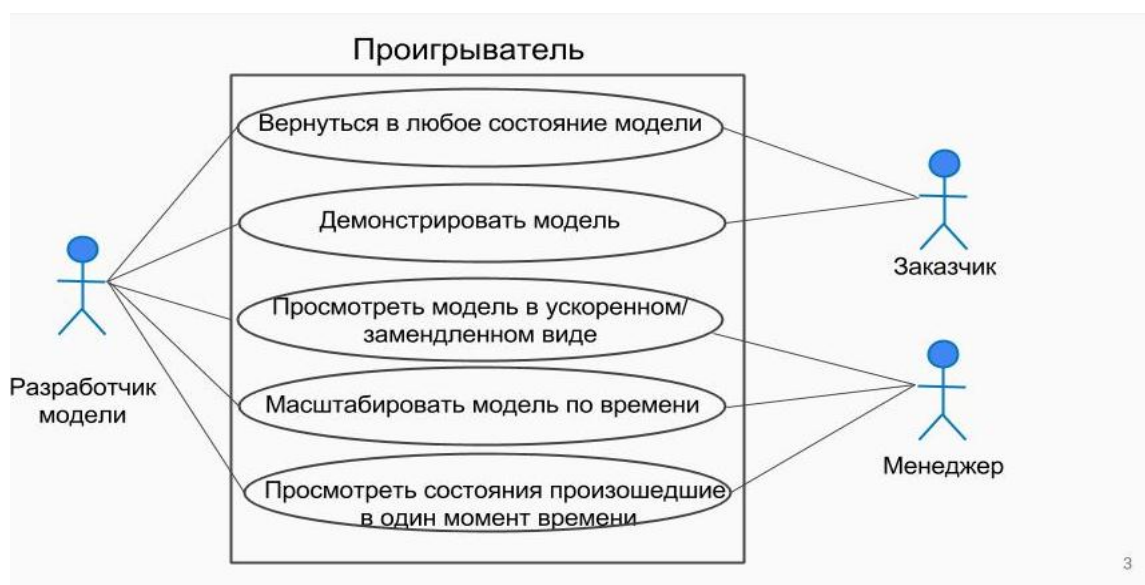 Проигрыватель
Вернуться в любое состояние модели
Демонстрировать модель
Просмотреть модель в ускоренном/
замендленном виде
Масштабировать модель по времени
Просмотреть состояния произошедшие
в один момент времени
Разработчик
модели
Заказчик
Менеджер
3